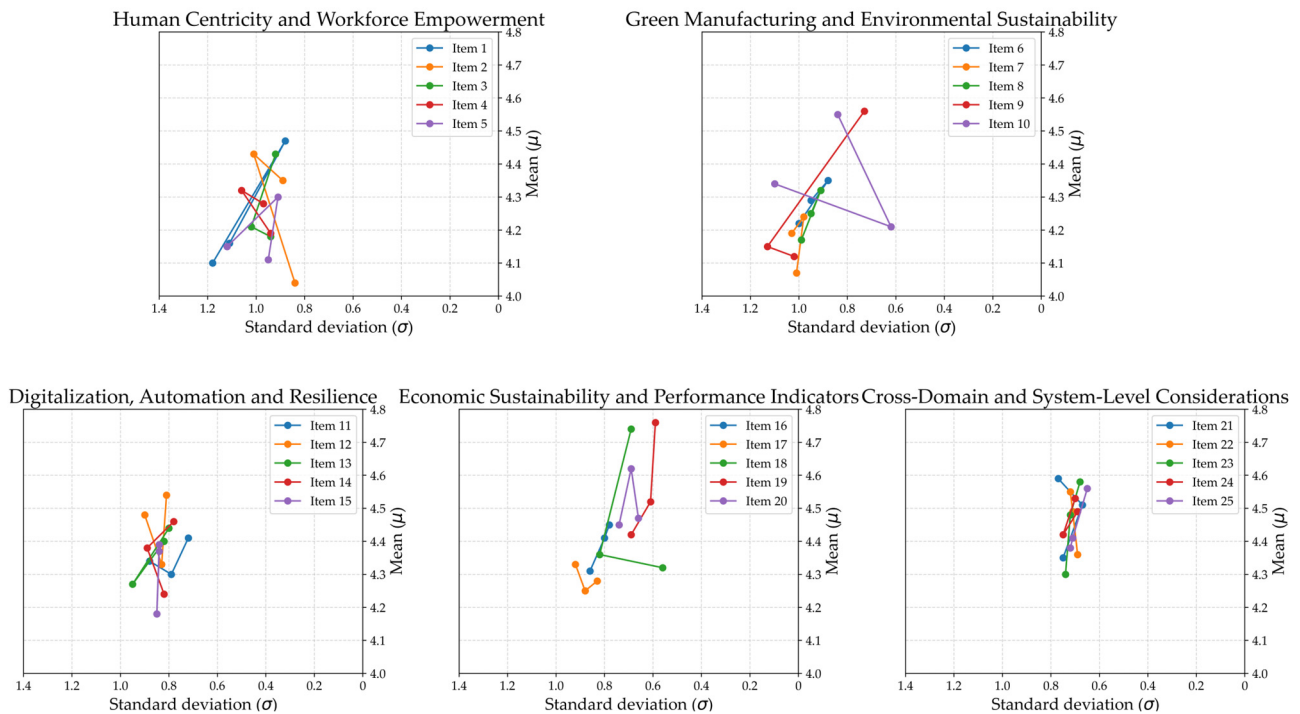 Human Centricity and Workforce Empowerment
Item 1
Item 2
Item 3
Item 4
Item 5
4.8
4.7
4.6
4.5
4.4
4.3
4.2
4.1
4.0
Mean (μ)
1.4 1.2 1.0 0.8 0.6 0.4 0.2 0
Standard deviation (σ)
Green Manufacturing and Environmental Sustainability
Item 6
Item 7
Item 8
Item 9
Item 10
4.8
4.7
4.6
4.5
4.4
4.3
4.2
4.1
4.0
Mean (μ)
1.4 1.2 1.0 0.8 0.6 0.4 0.2 0
Standard deviation (σ)
Digitalization, Automation and Resilience
Item 11
Item 12
Item 13
Item 14
Item 15
4.8
4.7
4.6
4.5
4.4
4.3
4.2
4.1
4.0
Mean (μ)
1.4 1.2 1.0 0.8 0.6 0.4 0.2 0
Standard deviation (σ)
Economic Sustainability and Performance Indicators
Item 16
Item 17
Item 18
Item 19
Item 20
4.8
4.7
4.6
4.5
4.4
4.3
4.2
4.1
4.0
Mean (μ)
1.4 1.2 1.0 0.8 0.6 0.4 0.2 0
Standard deviation (σ)
Cross-Domain and System-Level Considerations
Item 21
Item 22
Item 23
Item 24
Item 25
4.8
4.7
4.6
4.5
4.4
4.3
4.2
4.1
4.0
Mean (μ)
1.4 1.2 1.0 0.8 0.6 0.4 0.2 0
Standard deviation (σ)